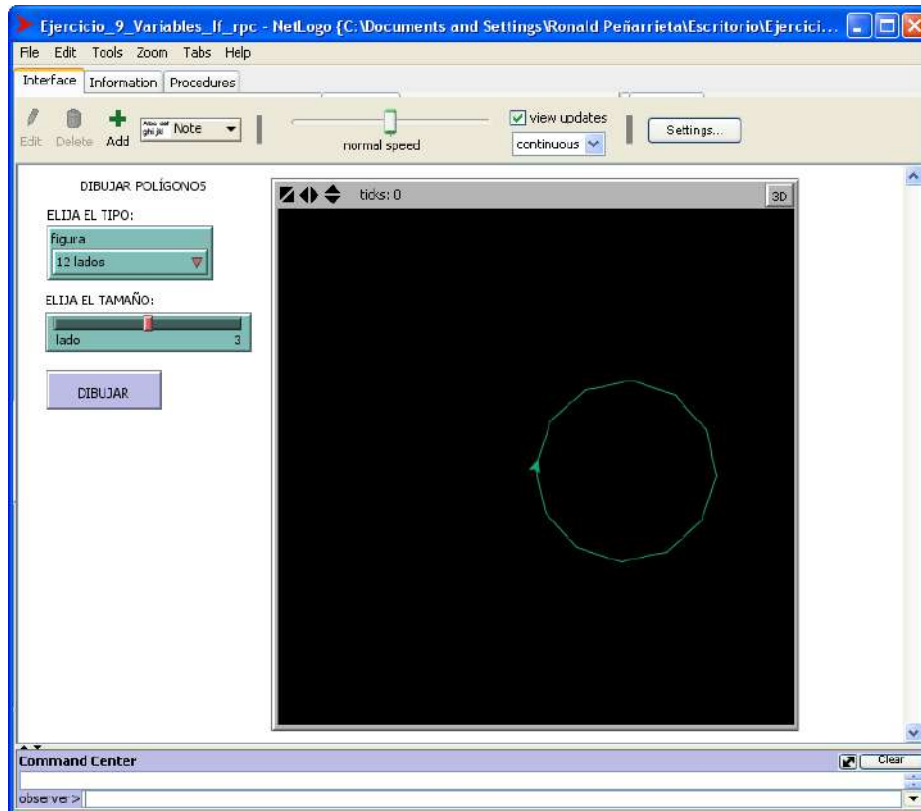 Ejercicio_9_Variables_If_rpc - NetLogo {C:\Documents and Settings\Ronald Peñarrieta\Escritorio\Ejercici...
File Edit Tools Zoom Tabs Help
Interface Information Procedures
Edit Delete Add Note
normal speed
view updates
continuous
Settings...
DIBUJAR POLÍGONOS
ELIJA EL TIPO:
figura
12 lados
ELIJA EL TAMAÑO:
lado 3
DIBUJAR
ticks: 0
3D
Command Center
Clear
observer>